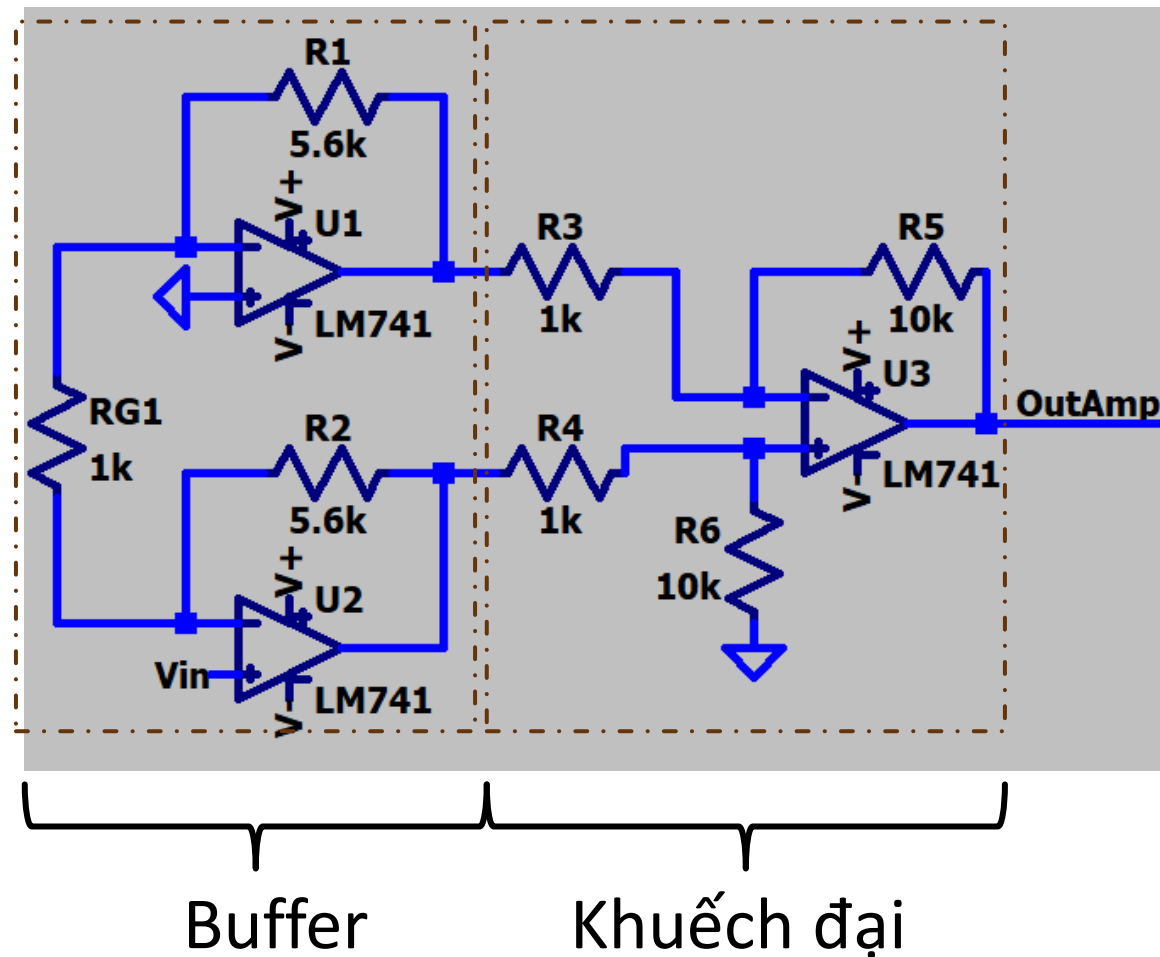 R1
5.6k
V+
U1
LM741
V-
R3
1k
R5
10k
V+
U3
OutAmp
LM741
V-
RG1
1k
R2
5.6k
R4
1k
R6
10k
V+
U2
Vin
LM741
V-
Buffer
Khuếch đại